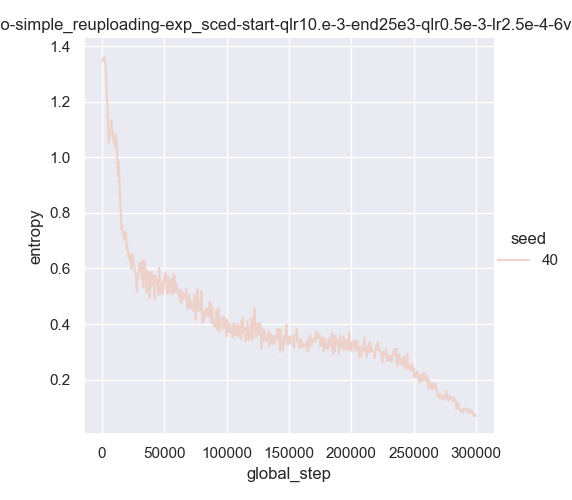 o-simple_reuploading-exp_sced-start-qlr10.e-3-end25e3-qlr0.5e-3-lr2.5e-4-6v
1.4
1.2
1.0
0.8
0.6
0.4
0.2
entropy
seed
40
0 50000 100000 150000 200000 250000 300000
global_step